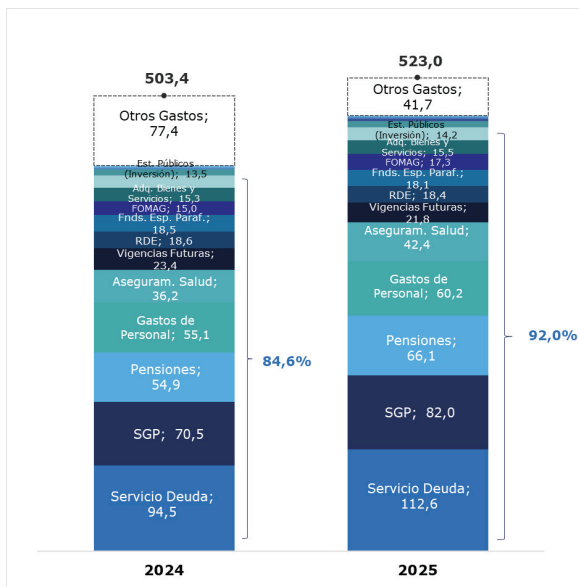 503,4
Otros Gastos;
77,4
Est. Públicos
(Inversión); 13,5
Adq. Bienes y
Servicios; 15,3
FOMAG; 15,0
Fnds. Esp. Paraf.;
18,5
RDE; 18,6
Vigencias Futuras;
23,4
Aseguram. Salud;
36,2
Gastos de
Personal; 55,1
Pensiones;
54,9
SGP; 70,5
Servicio Deuda;
94,5
84,6%
2024
523,0
Otros Gastos;
41,7
Est. Públicos
(Inversión); 14,2
Adq. Bienes y
Servicios; 15,5
FOMAG; 17,3
Fnds. Esp. Paraf.;
18,1
RDE; 18,4
Vigencias Futuras;
21,8
Aseguram. Salud;
42,4
Gastos de
Personal; 60,2
Pensiones;
66,1
SGP; 82,0
Servicio Deuda;
112,6
92,0%
2025